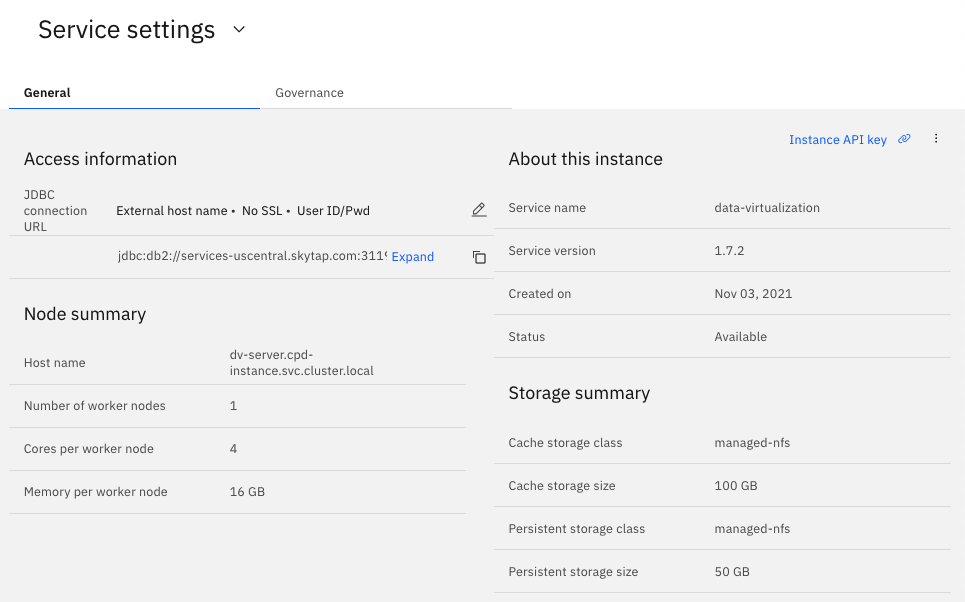 Service settings
General
Governance
Instance API key
Access information
JDBC
connection
URL
External host name • No SSL • User ID/Pwd
jdbc:db2://services-uscentral.skytap.com:311 Expand
Node summary
Host name
dv-server.cpd-
instance.svc.cluster.local
Number of worker nodes 1
Cores per worker node 4
Memory per worker node 16 GB
About this instance
Service name data-virtualization
Service version 1.7.2
Created on Nov 03, 2021
Status Available
Storage summary
Cache storage class managed-nfs
Cache storage size 100 GB
Persistent storage class managed-nfs
Persistent storage size 50 GB